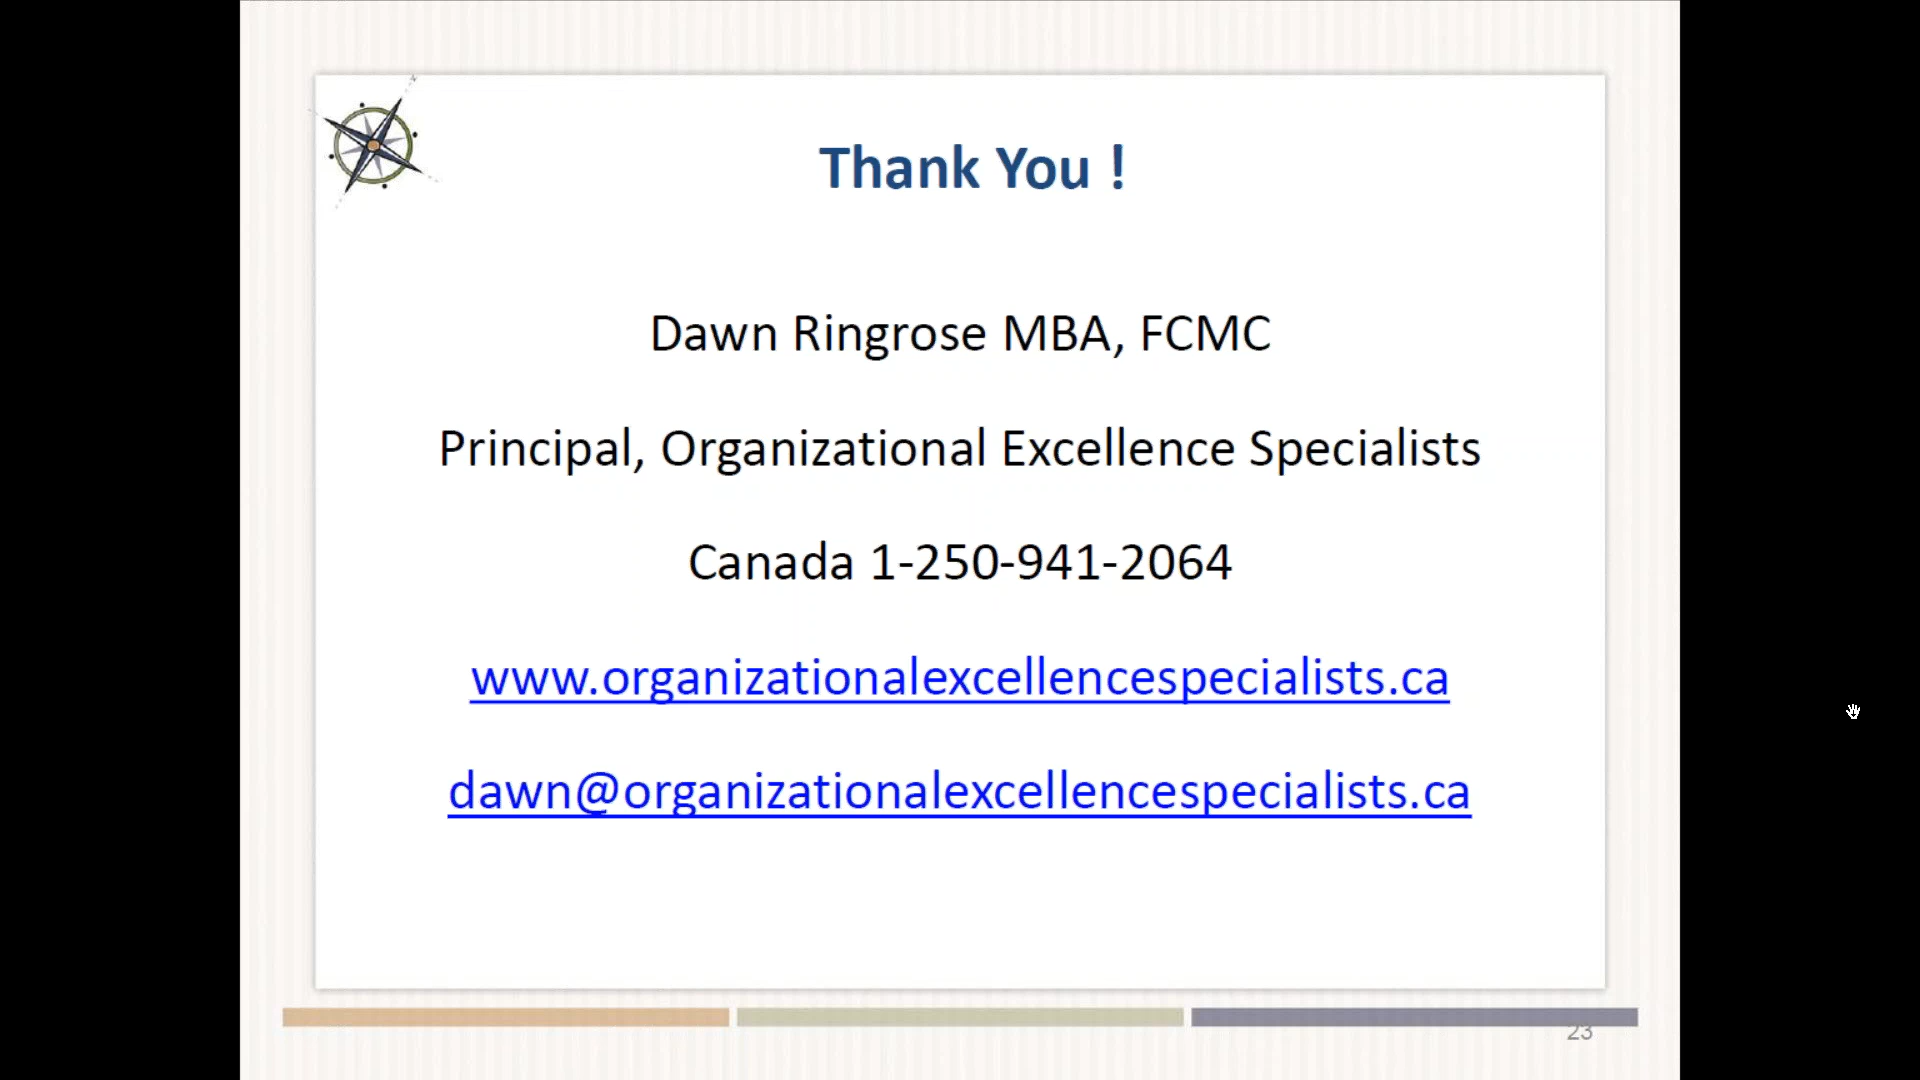 Thank You !
Dawn Ringrose MBA, FCMC
Principal, Organizational Excellence Specialists
Canada 1-250-941-2064
www.organizationalexcellencespecialists.ca
dawn@organizationalexcellencespecialists.ca
23